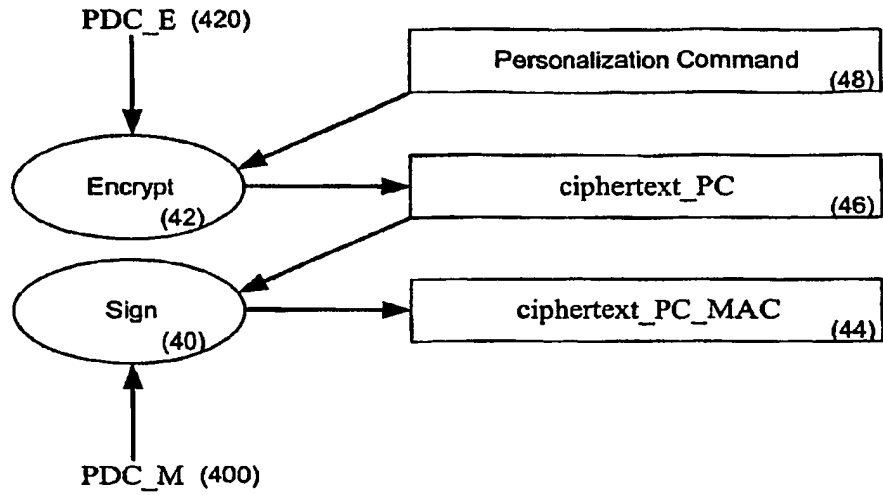 PDC_E (420)
Personalization Command
(48)
Encrypt
(42)
ciphertext_PC
(46)
Sign
(40)
ciphertext_PC_MAC
(44)
PDC_M (400)